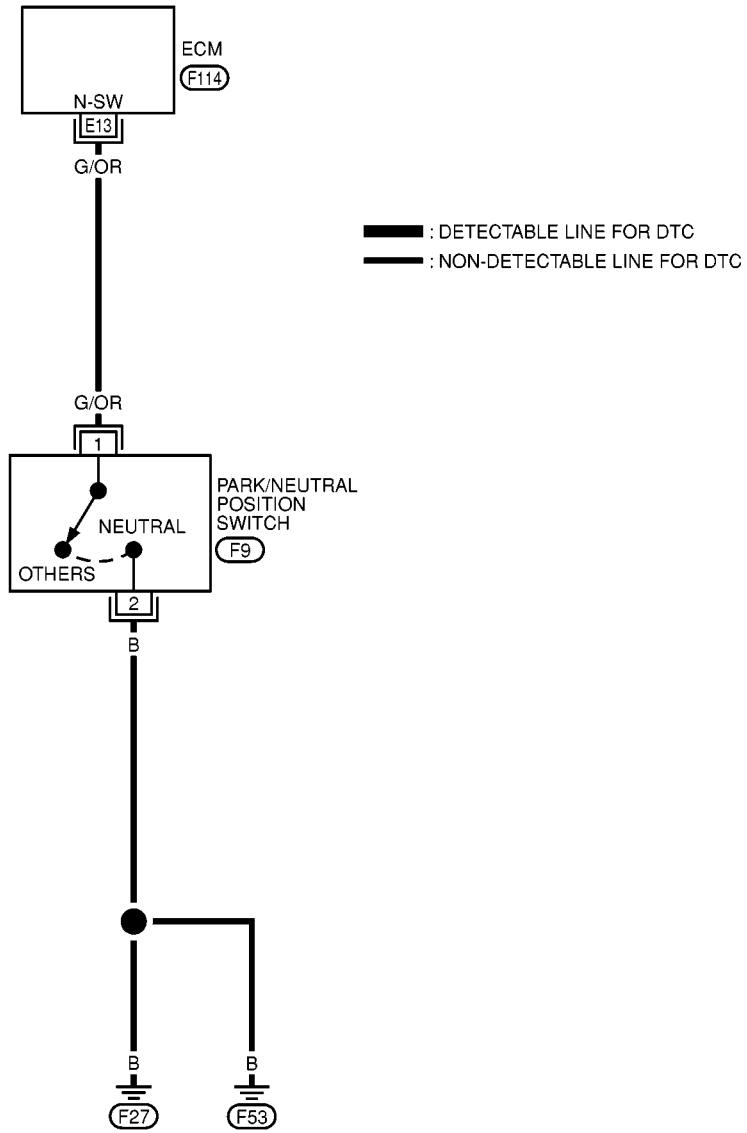 ECM
F114
N-SW
E13
G/OR
: DETECTABLE LINE FOR DTC
: NON-DETECTABLE LINE FOR DTC
G/OR
1
PARK/NEUTRAL
POSITION
SWITCH
F9
NEUTRAL
OTHERS
2
B
B
B
F27
F53